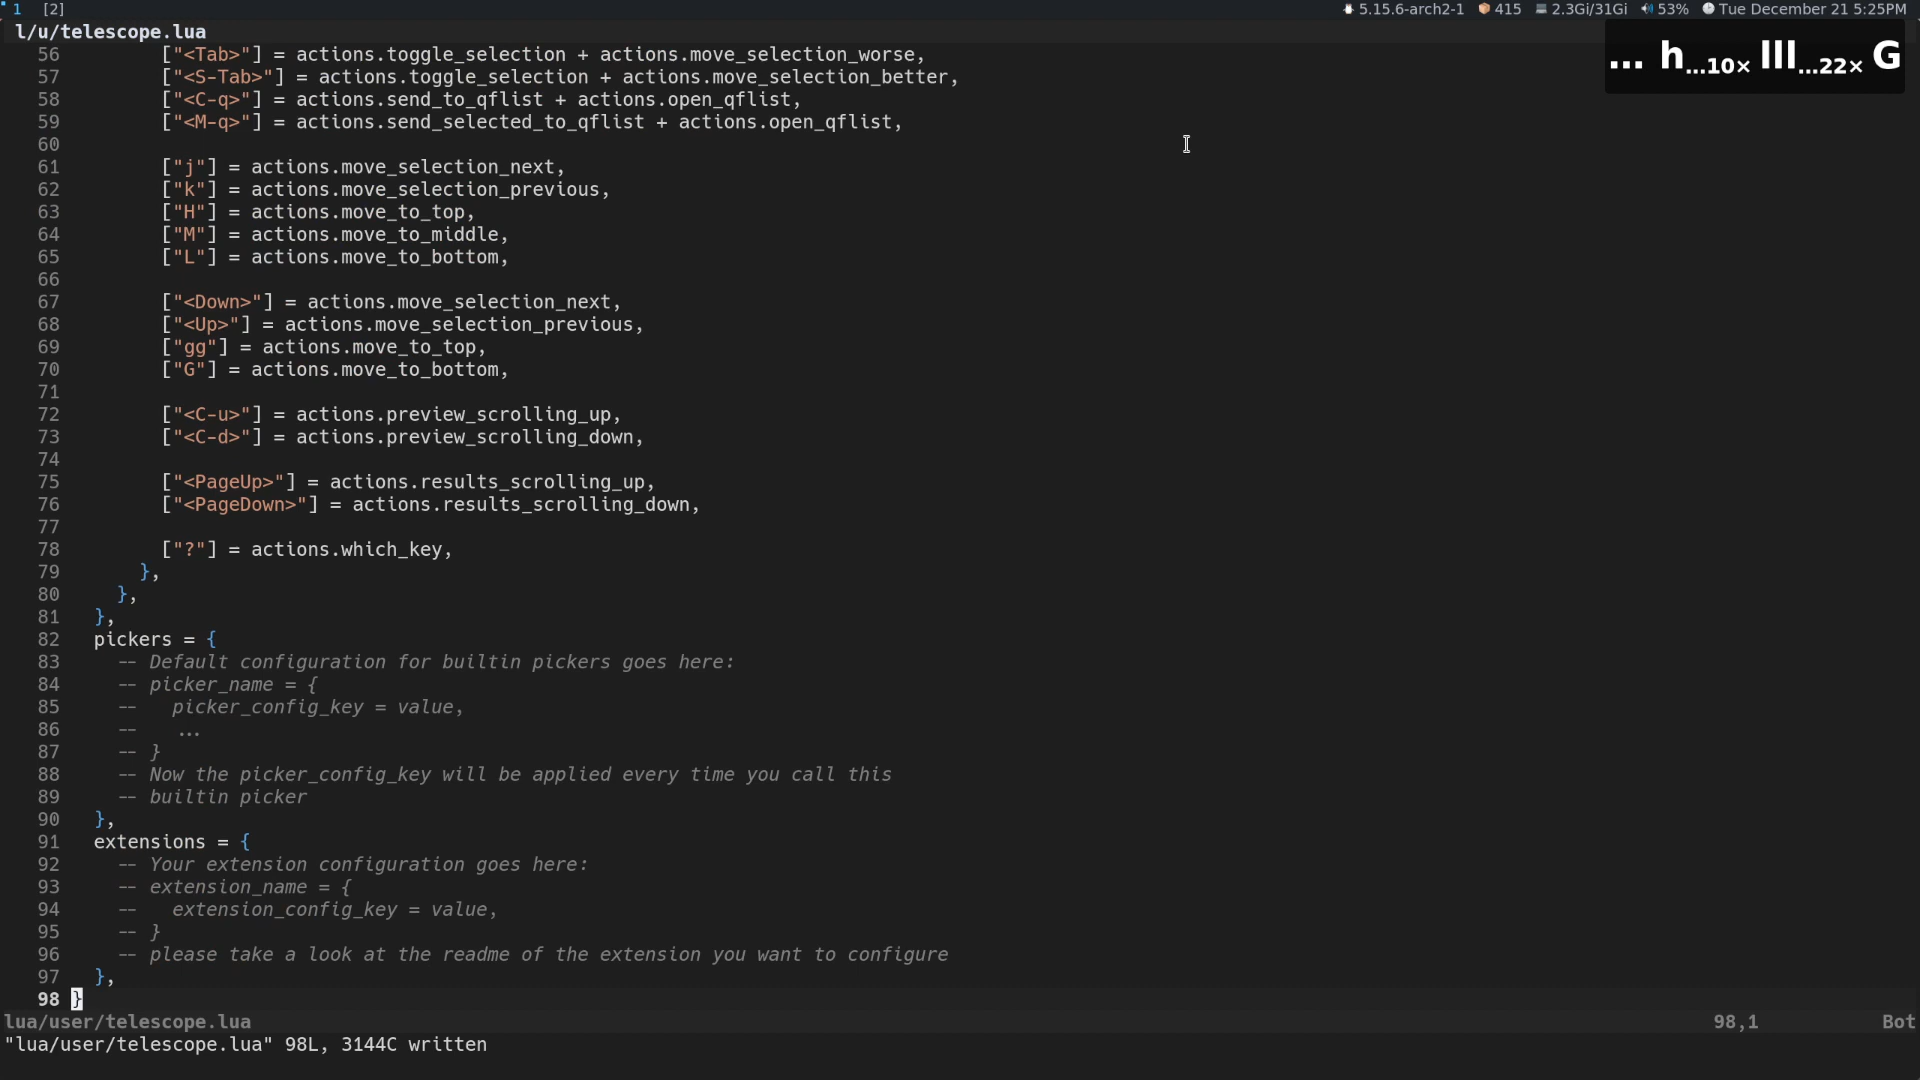 1 [2] 5.15.6-arch2-1 415 2.3Gi/31Gi 53% Tue December 21 5:25PM
l/u/telescope.lua
... h...10× lll...22× G
56 ["<Tab>"] = actions.toggle_selection + actions.move_selection_worse,
57 ["<S-Tab>"] = actions.toggle_selection + actions.move_selection_better,
58 ["<C-q>"] = actions.send_to_qflist + actions.open_qflist,
59 ["<M-q>"] = actions.send_selected_to_qflist + actions.open_qflist,
60
61 ["j"] = actions.move_selection_next,
62 ["k"] = actions.move_selection_previous,
63 ["H"] = actions.move_to_top,
64 ["M"] = actions.move_to_middle,
65 ["L"] = actions.move_to_bottom,
66
67 ["<Down>"] = actions.move_selection_next,
68 ["<Up>"] = actions.move_selection_previous,
69 ["gg"] = actions.move_to_top,
70 ["G"] = actions.move_to_bottom,
71
72 ["<C-u>"] = actions.preview_scrolling_up,
73 ["<C-d>"] = actions.preview_scrolling_down,
74
75 ["<PageUp>"] = actions.results_scrolling_up,
76 ["<PageDown>"] = actions.results_scrolling_down,
77
78 ["?"] = actions.which_key,
79 },
80 },
81 },
82 pickers = {
83 -- Default configuration for builtin pickers goes here:
84 -- picker_name = {
85 --   picker_config_key = value,
86 --   ...
87 -- }
88 -- Now the picker_config_key will be applied every time you call this
89 -- builtin picker
90 },
91 extensions = {
92 -- Your extension configuration goes here:
93 -- extension_name = {
94 --   extension_config_key = value,
95 -- }
96 -- please take a look at the readme of the extension you want to configure
97 },
98 }
lua/user/telescope.lua 98,1 Bot
"lua/user/telescope.lua" 98L, 3144C written